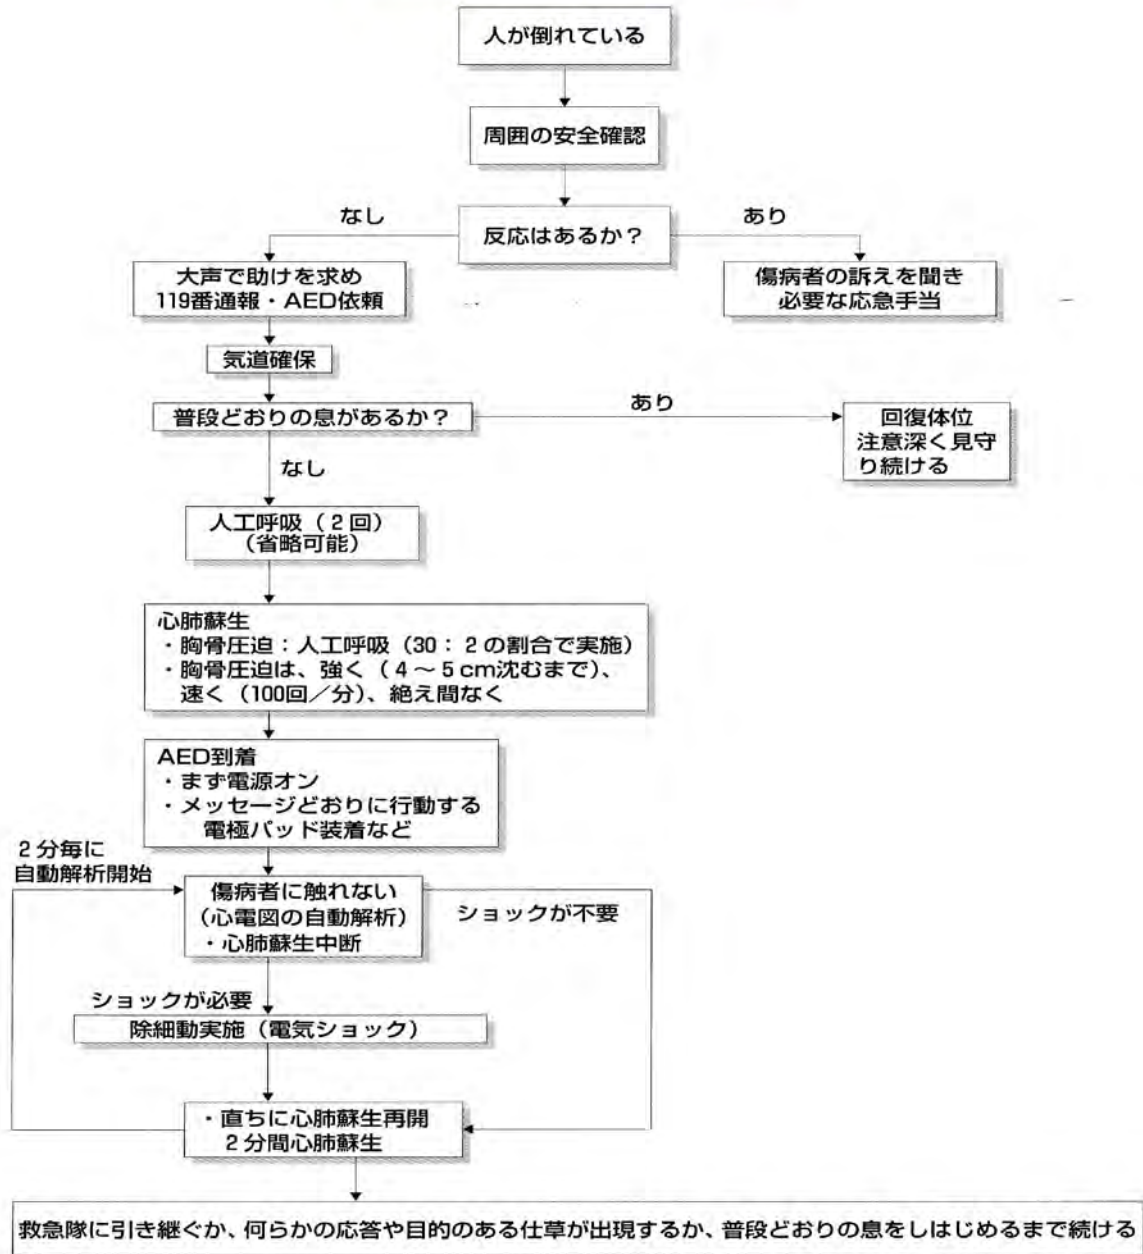 人が倒れている
周囲の安全確認
反応はあるか？
なし
あり
大声で助けを求め
119番通報・AED依頼
傷病者の訴えを聞き
必要な応急手当
気道確保
普段どおりの息があるか？
あり
回復体位
注意深く見守
り続ける
なし
人工呼吸（２回）
（省略可能）
心肺蘇生
・胸骨圧迫：人工呼吸（30：２の割合で実施）
・胸骨圧迫は、強く（４～５cm沈むまで）、
速く（100回／分）、絶え間なく
AED到着
・まず電源オン
・メッセージどおりに行動する
電極パッド装着など
２分毎に
自動解析開始
傷病者に触れない
（心電図の自動解析）
・心肺蘇生中断
ショックが不要
ショックが必要
除細動実施（電気ショック）
・直ちに心肺蘇生再開
２分間心肺蘇生
救急隊に引き継ぐか、何らかの応答や目的のある仕草が出現するか、普段どおりの息をしはじめるまで続ける